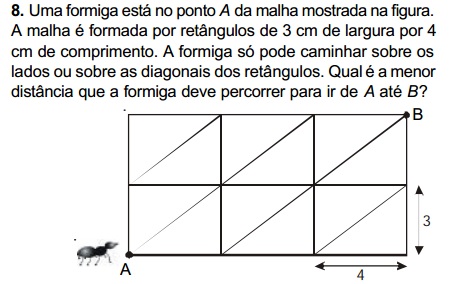 8. Uma formiga está no ponto A da malha mostrada na figura.
A malha é formada por retângulos de 3 cm de largura por 4
cm de comprimento. A formiga só pode caminhar sobre os
lados ou sobre as diagonais dos retângulos. Qual é a menor
distância que a formiga deve percorrer para ir de A até B?
B
3
A
4